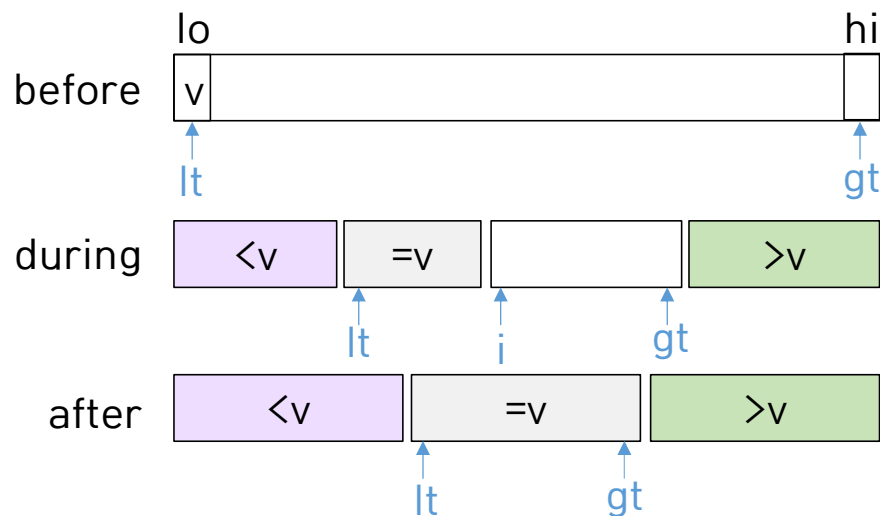 lo hi
before v
lt gt
during <v =v >v
lt i gt
after <v =v >v
lt gt